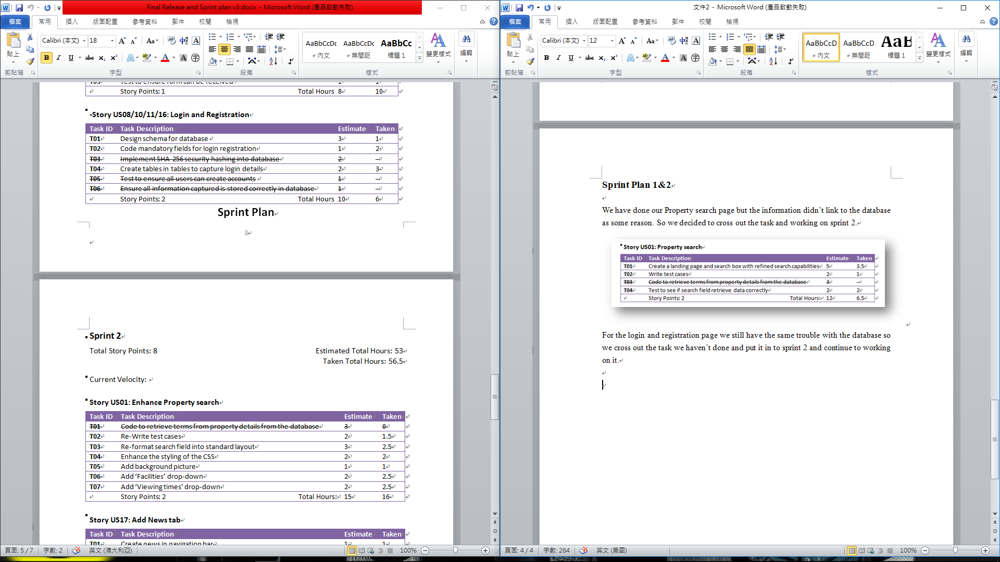 Final Release and Sprint plan v3.docx - Microsoft Word (產品啟動失敗)
檔案 常用 插入 版面配置 參考資料 郵件 校閱 檢視
貼上
Calibri (本文) 18
AaBbCcDc AaBbCcDc AaBbCc
內文 無間距 標題 1
變更樣式 編輯
剪貼簿 字型 段落 樣式
T05 Test to ensure form can be received 1 1
Story Points: 1 Total Hours 8 10
-Story US08/10/11/16: Login and Registration
Task ID Task Description Estimate Taken
T01 Design schema for database 3 1
T02 Code mandatory fields for login registration 1 2
T03 Implement SHA-256 security hashing into database 2 -
T04 Create tables in tables to capture login details 2 3
T05 Test to ensure all users can create accounts 1 -
T06 Ensure all information captured is stored correctly in database 1 -
Story Points: 2 Total Hours 10 6
Sprint Plan
3
Sprint 2
Total Story Points: 8 Estimated Total Hours: 53
Taken Total Hours: 56.5
Current Velocity:
Story US01: Enhance Property search
Task ID Task Description Estimate Taken
T01 Code to retrieve terms from property details from the database 3 0
T02 Re-Write test cases 2 1.5
T03 Re-format search field into standard layout 3 2.5
T04 Enhance the styling of the CSS 2 2
T05 Add background picture 1 1
T06 Add ‘Facilities’ drop-down 2 2.5
T07 Add ‘Viewing times’ drop-down 2 2.5
Story Points: 2 Total Hours: 15 16
Story US17: Add News tab
Task ID Task Description Estimate Taken
T01 Create news in navigation bar 1 1
頁面: 5 / 7 字數: 2 英文 (澳大利亞) 100%
文件2 - Microsoft Word (產品啟動失敗)
檔案 常用 插入 版面配置 參考資料 郵件 校閱 檢視
貼上
Calibri (本文) 12
AaBbCcD AaBbCcD AaB
內文 無間距 標題 1
變更樣式 編輯
剪貼簿 字型 段落 樣式
Sprint Plan 1&2
We have done our Property search page but the information didn’t link to the database
as some reason. So we decided to cross out the task and working on sprint 2.
Story US01: Property search
Task ID Task Description Estimate Taken
T01 Create a landing page and search box with refined search capabilities 5 3.5
T02 Write test cases 2 1
T03 Code to retrieve terms from property details from the database 3 -
T04 Test to see if search field retrieve data correctly 2 2
Story Points: 2 Total Hours: 12 6.5
For the login and registration page we still have the same trouble with the database so
we cross out the task we haven’t done and put it in to sprint 2 and continue to working
on it.
頁面: 4 / 4 字數: 264 英文 (美國) 100%